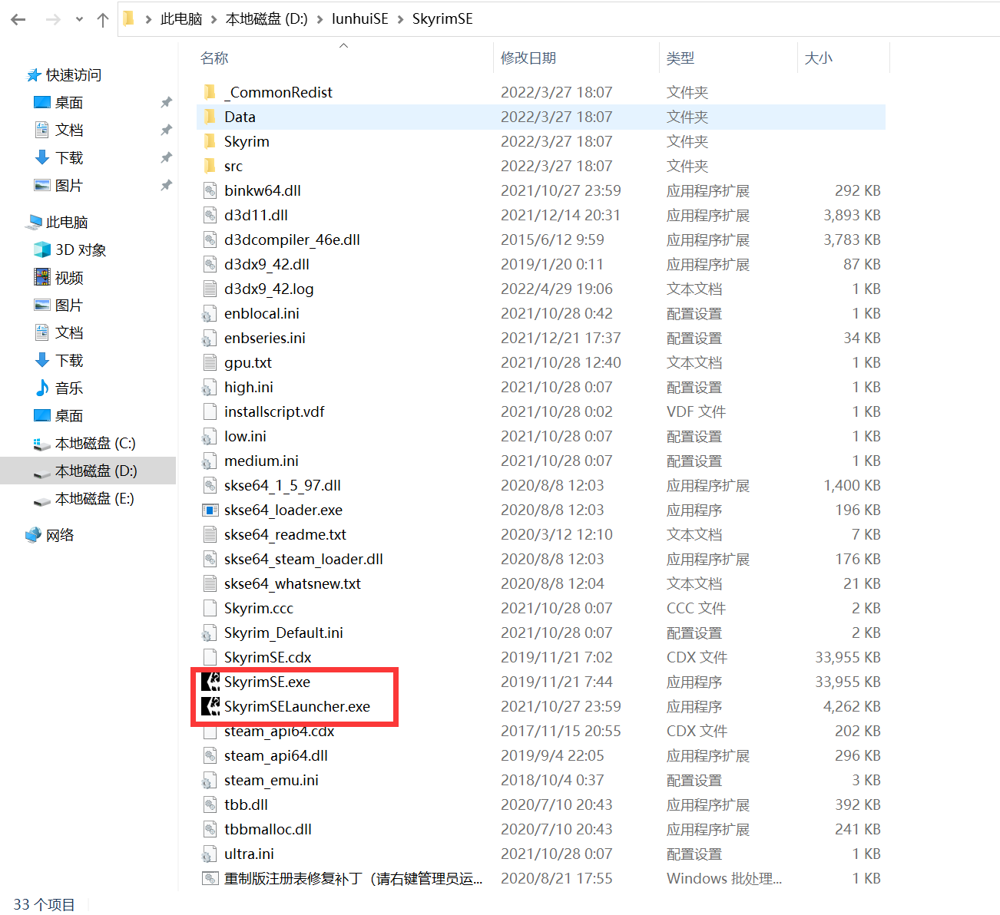 此电脑 > 本地磁盘 (D:) > lunhuiSE > SkyrimSE
名称 修改日期 类型 大小
快速访问
桌面
文档
下载
图片
此电脑
3D 对象
视频
图片
文档
下载
音乐
桌面
本地磁盘 (C:)
本地磁盘 (D:)
本地磁盘 (E:)
网络
_CommonRedist 2022/3/27 18:07 文件夹
Data 2022/3/27 18:07 文件夹
Skyrim 2022/3/27 18:07 文件夹
src 2022/3/27 18:07 文件夹
binkw64.dll 2021/10/27 23:59 应用程序扩展 292 KB
d3d11.dll 2021/12/14 20:31 应用程序扩展 3,893 KB
d3dcompiler_46e.dll 2015/6/12 9:59 应用程序扩展 3,783 KB
d3dx9_42.dll 2019/1/20 0:11 应用程序扩展 87 KB
d3dx9_42.log 2022/4/29 19:06 文本文档 1 KB
enblocal.ini 2021/10/28 0:42 配置设置 1 KB
enbseries.ini 2021/12/21 17:37 配置设置 34 KB
gpu.txt 2021/10/28 12:40 文本文档 1 KB
high.ini 2021/10/28 0:07 配置设置 1 KB
installscript.vdf 2021/10/28 0:02 VDF 文件 1 KB
low.ini 2021/10/28 0:07 配置设置 1 KB
medium.ini 2021/10/28 0:07 配置设置 1 KB
skse64_1_5_97.dll 2020/8/8 12:03 应用程序扩展 1,400 KB
skse64_loader.exe 2020/8/8 12:03 应用程序 196 KB
skse64_readme.txt 2020/3/12 12:10 文本文档 7 KB
skse64_steam_loader.dll 2020/8/8 12:03 应用程序扩展 176 KB
skse64_whatsnew.txt 2020/8/8 12:04 文本文档 21 KB
Skyrim.ccc 2021/10/28 0:07 CCC 文件 2 KB
Skyrim_Default.ini 2021/10/28 0:07 配置设置 2 KB
SkyrimSE.cdx 2019/11/21 7:02 CDX 文件 33,955 KB
SkyrimSE.exe 2019/11/21 7:44 应用程序 33,955 KB
SkyrimSELauncher.exe 2021/10/27 23:59 应用程序 4,262 KB
steam_api64.cdx 2017/11/15 20:55 CDX 文件 202 KB
steam_api64.dll 2019/9/4 22:05 应用程序扩展 296 KB
steam_emu.ini 2018/10/4 0:37 配置设置 3 KB
tbb.dll 2020/7/10 20:43 应用程序扩展 392 KB
tbbmalloc.dll 2020/7/10 20:43 应用程序扩展 241 KB
ultra.ini 2021/10/28 0:07 配置设置 1 KB
重制版注册表修复补丁（请右键管理员运... 2020/8/21 17:55 Windows 批处理... 1 KB
33 个项目